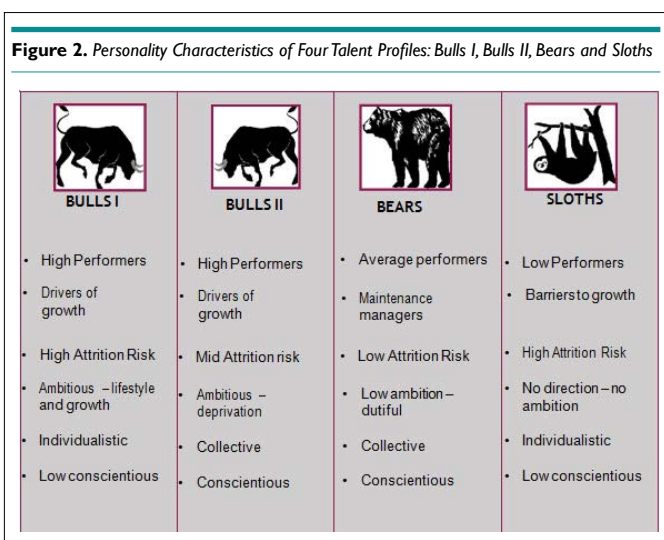 Figure 2. Personality Characteristics of Four Talent Profiles: Bulls I, Bulls II, Bears and Sloths
BULLS I
• High Performers
• Drivers of
growth
• High Attrition Risk
• Ambitious – lifestyle
and growth
• Individualistic
• Low conscientious
BULLS II
• High Performers
• Drivers of
growth
• Mid Attrition risk
• Ambitious –
deprivation
• Collective
• Conscientious
BEARS
• Average performers
• Maintenance
managers
• Low Attrition Risk
• Low ambition –
dutiful
• Collective
• Conscientious
SLOTHS
• Low Performers
• Barriers to growth
• High Attrition Risk
• No direction – no
ambition
• Individualistic
• Low conscientious